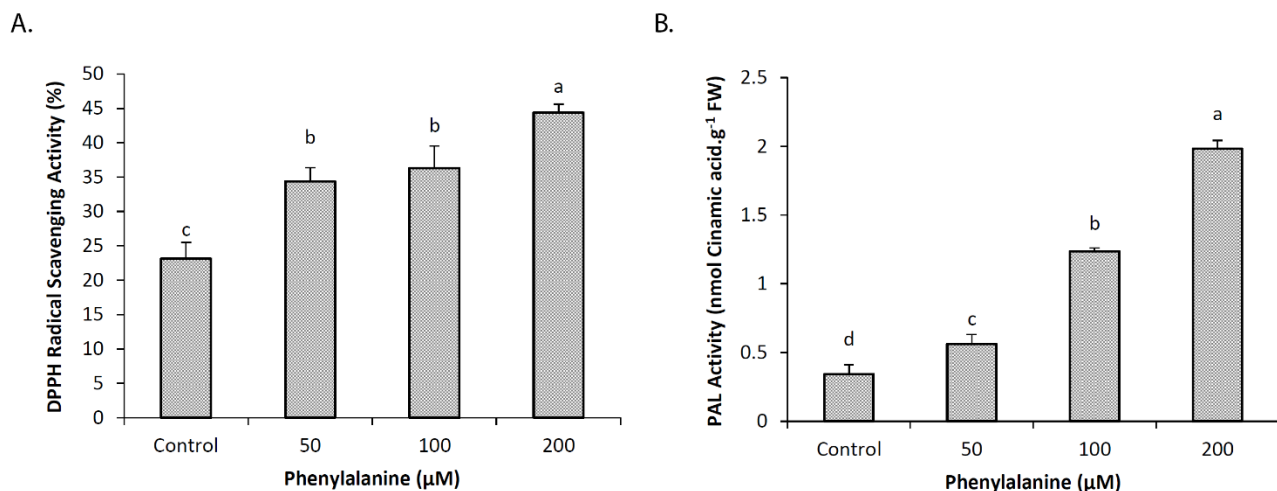 A.
DPPH Radical Scavenging Activity (%)
50
45
40
35
30
25
20
15
10
5
0
c
b
b
a
Control 50 100 200
Phenylalanine (µM)
B.
PAL Activity (nmol Cinamic acid.g⁻¹ FW)
2.5
2
1.5
1
0.5
0
d
c
b
a
Control 50 100 200
Phenylalanine (µM)